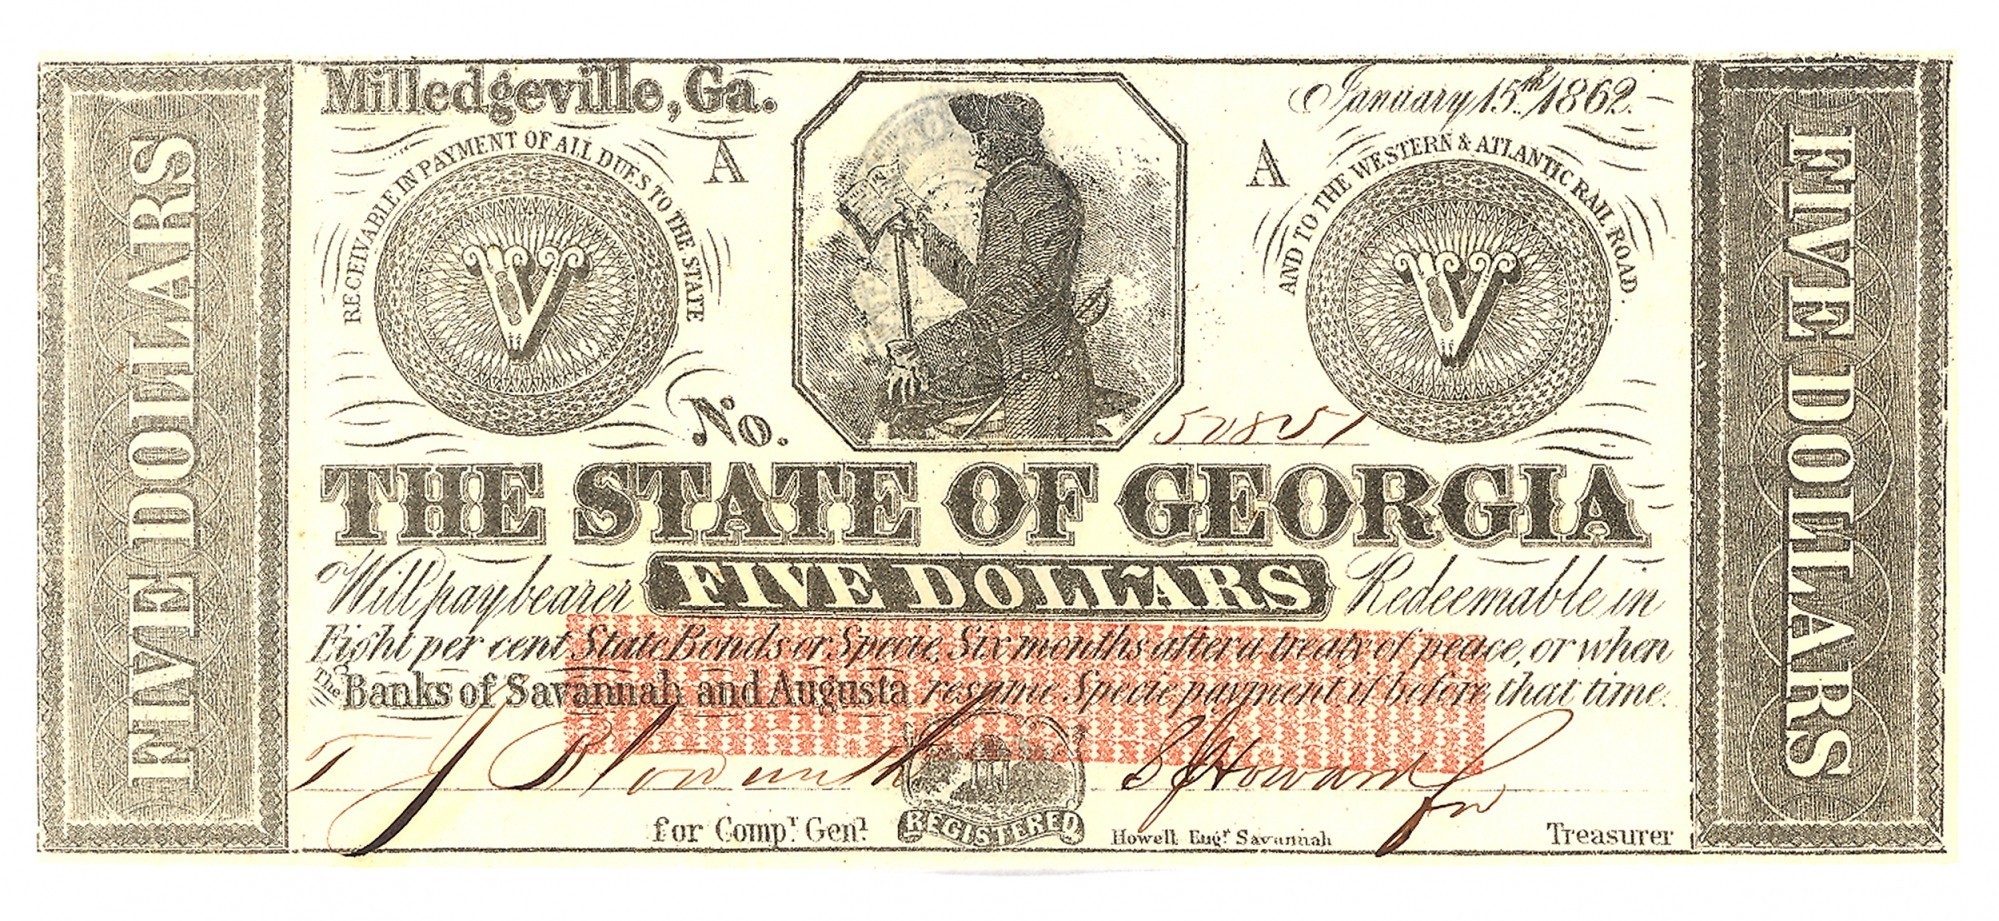 FIVE DOLLARS
Milledgeville, Ga.
January 15th 1862
RECEIVABLE IN PAYMENT OF ALL DUES TO THE STATE
A
A
AND TO THE WESTERN & ATLANTIC RAIL ROAD.
V
V
No.
THE STATE OF GEORGIA
Will pay bearer FIVE DOLLARS Redeemable in
Eight per cent State Bonds or Specie, Six months after a treaty of peace, or when
The Banks of Savannah and Augusta resume Specie payment if before that time.
for Compr. Genl.
REGISTERED
Howell Engr. Savannah
Treasurer
FIVE DOLLARS